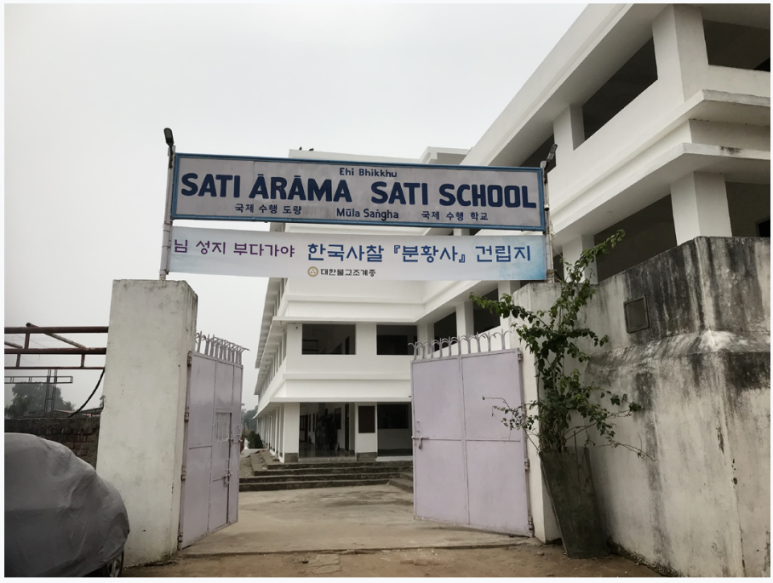 Ehi Bhikkhu
SATI ĀRĀMA SATI SCHOOL
국제 수행 도량 Mūla Saṅgha 국제 수행 학교
님 성지 부다가야 한국사찰 『분황사』 건립지
대한불교조계종